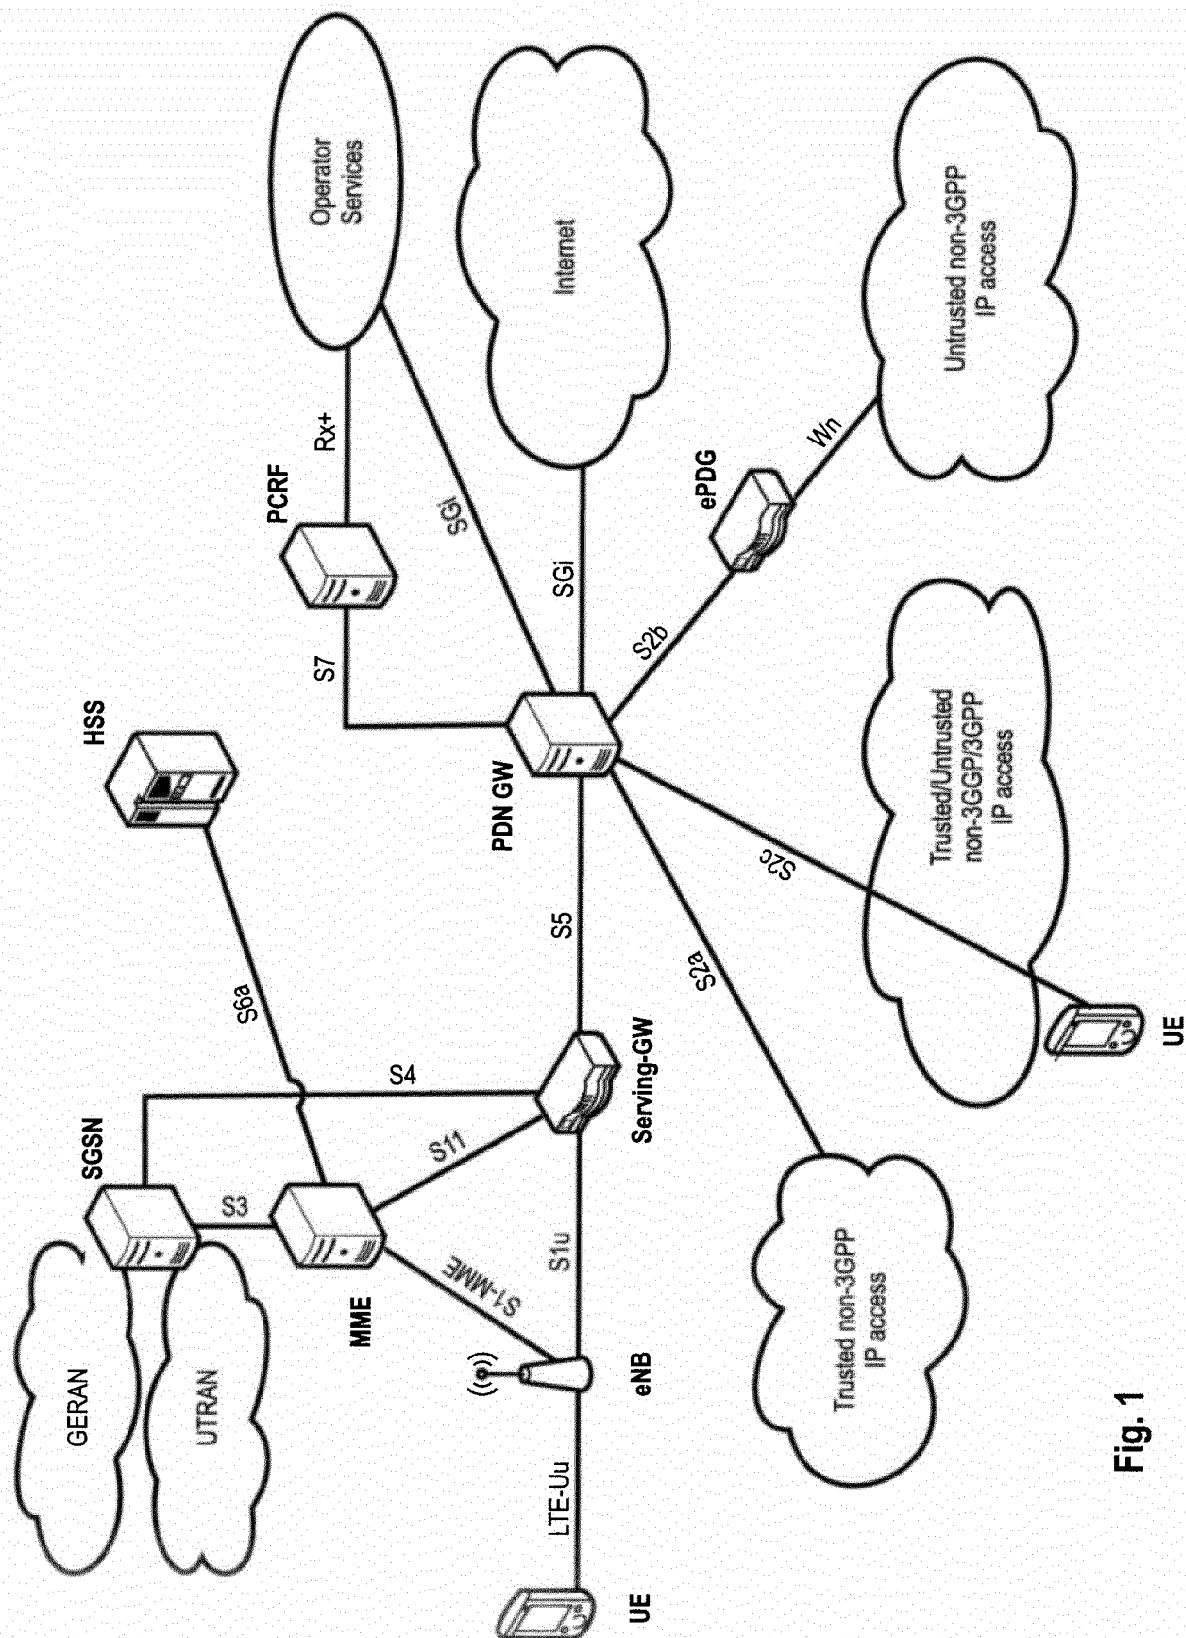 GERAN
UTRAN
SGSN
HSS
S3
S6a
S4
MME
S11
S1-MME
S7
PCRF
Rx+
Operator
Services
SGi
UE
LTE-Uu
eNB
S1u
Serving-GW
S5
PDN GW
SGi
Internet
S2a
S2c
S2b
ePDG
Wn
Trusted non-3GPP
IP access
UE
Trusted/Untrusted
non-3GGP/3GPP
IP access
Untrusted non-3GPP
IP access
Fig. 1